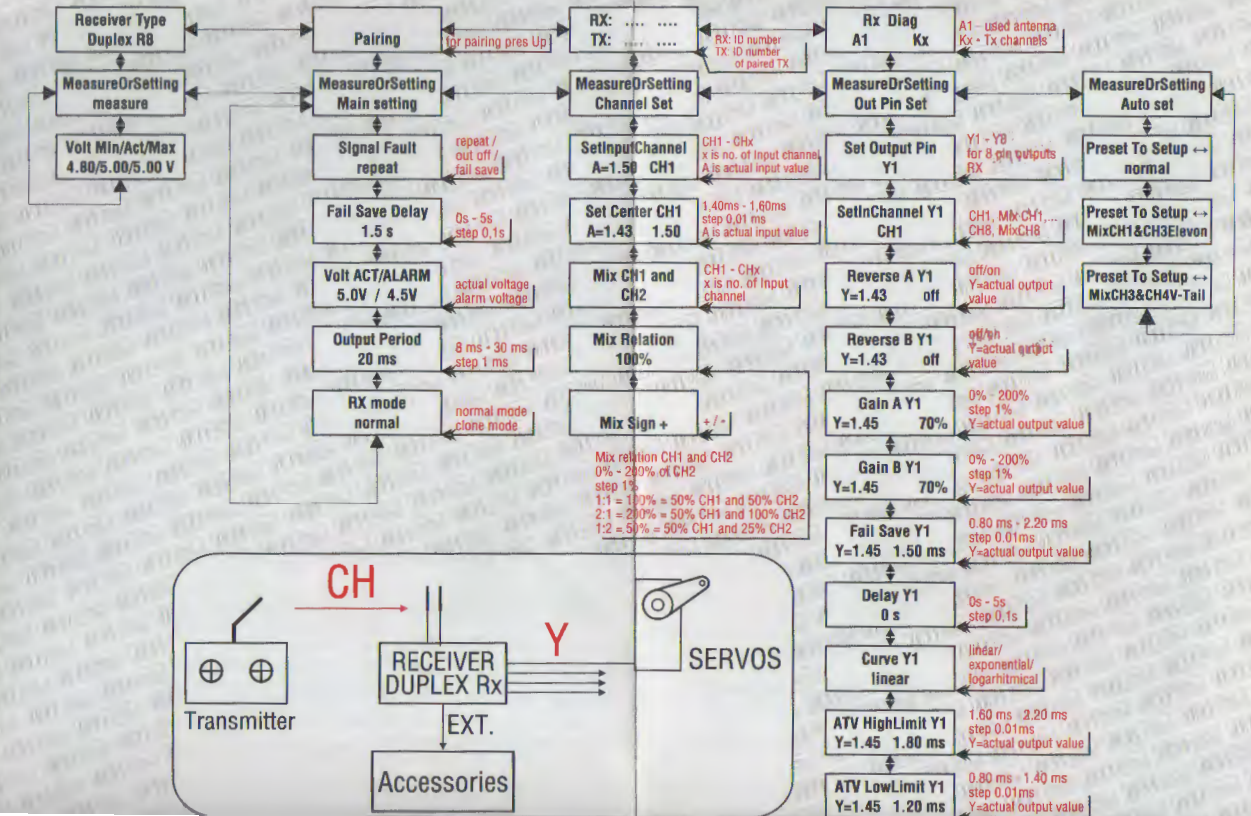 Receiver Type
Duplex R8
Pairing
for pairing pres Up
RX: .... ....
TX: .... ....
RX: ID number
TX: ID number
of paired TX
Rx Diag
A1 Kx
A1 - used antenna
Kx - Tx channels
MeasureOrSetting
measure
Volt Min/Act/Max
4.80/5.00/5.00 V
MeasureOrSetting
Main setting
Signal Fault
repeat
repeat /
out off /
fail save
Fail Save Delay
1.5 s
0s - 5s
step 0,1s
Volt ACT/ALARM
5.0V / 4.5V
actual voltage
alarm voltage
Output Period
20 ms
8 ms - 30 ms
step 1 ms
RX mode
normal
normal mode
clone mode
MeasureOrSetting
Channel Set
SetInputChannel
A=1.50 CH1
CH1 - CHx
x is no. of Input channel
A is actual input value
Set Center CH1
A=1.43 1.50
1,40ms - 1,60ms
step 0,01 ms
A is actual input value
Mix CH1 and
CH2
CH1 - CHx
x is no. of Input
channel
Mix Relation
100%
Mix Sign +
+ / -
Mix relation CH1 and CH2
0% - 200% of CH2
step 1%
1:1 = 100% = 50% CH1 and 50% CH2
2:1 = 200% = 50% CH1 and 100% CH2
1:2 = 50% = 50% CH1 and 25% CH2
MeasureDrSetting
Out Pin Set
Set Output Pin
Y1
Y1 - Y8
for 8 pin outputs
RX
SetInChannel Y1
CH1
CH1, Mix CH1,...
CH8, MixCH8
Reverse A Y1
Y=1.43 off
off/on
Y=actual output
value
Reverse B Y1
Y=1.43 off
off/on
Y=actual output
value
Gain A Y1
Y=1.45 70%
0% - 200%
step 1%
Y=actual output value
Gain B Y1
Y=1.45 70%
0% - 200%
step 1%
Y=actual output value
Fail Save Y1
Y=1.45 1.50 ms
0.80 ms - 2.20 ms
step 0.01ms
Y=actual output value
Delay Y1
0 s
0s - 5s
step 0,1s
Curve Y1
linear
linear/
exponential/
logarhitmical
ATV HighLimit Y1
Y=1.45 1.80 ms
1.60 ms - 2.20 ms
step 0.01ms
Y=actual output value
ATV LowLimit Y1
Y=1.45 1.20 ms
0.80 ms - 1.40 ms
step 0.01ms
Y=actual output value
MeasureDrSetting
Auto set
Preset To Setup ↔
normal
Preset To Setup ↔
MixCH1&CH3Elevon
Preset To Setup ↔
MixCH3&CH4V-Tail
CH
Y
Transmitter
RECEIVER
DUPLEX Rx
EXT.
Accessories
SERVOS